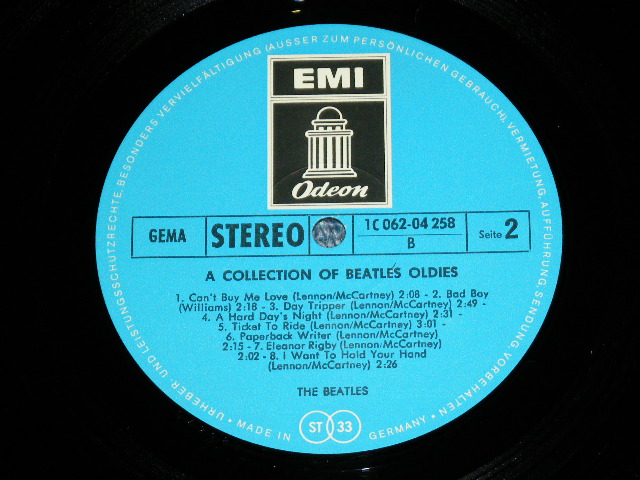 URHEBER- UND LEISTUNGSSCHUTZRECHTE, BESONDERS VERVIELFÄLTIGUNG (AUSSER ZUM PERSÖNLICHEN GEBRAUCH), VERMIETUNG, AUFFÜHRUNG, SENDUNG VORBEHALTEN •
EMI
Odeon
GEMA
STEREO
1C 062-04 258
B
Seite 2
A COLLECTION OF BEATLES OLDIES
1. Can't Buy Me Love (Lennon/McCartney) 2:08 - 2. Bad Boy
(Williams) 2:18 - 3. Day Tripper (Lennon/McCartney) 2:49 -
4. A Hard Day's Night (Lennon/McCartney) 2:31 -
5. Ticket To Ride (Lennon/McCartney) 3:01 -
6. Paperback Writer (Lennon/McCartney)
2:15 - 7. Eleanor Rigby (Lennon/McCartney)
2:02 - 8. I Want To Hold Your Hand
(Lennon/McCartney) 2:26
THE BEATLES
• MADE IN GERMANY •
ST 33